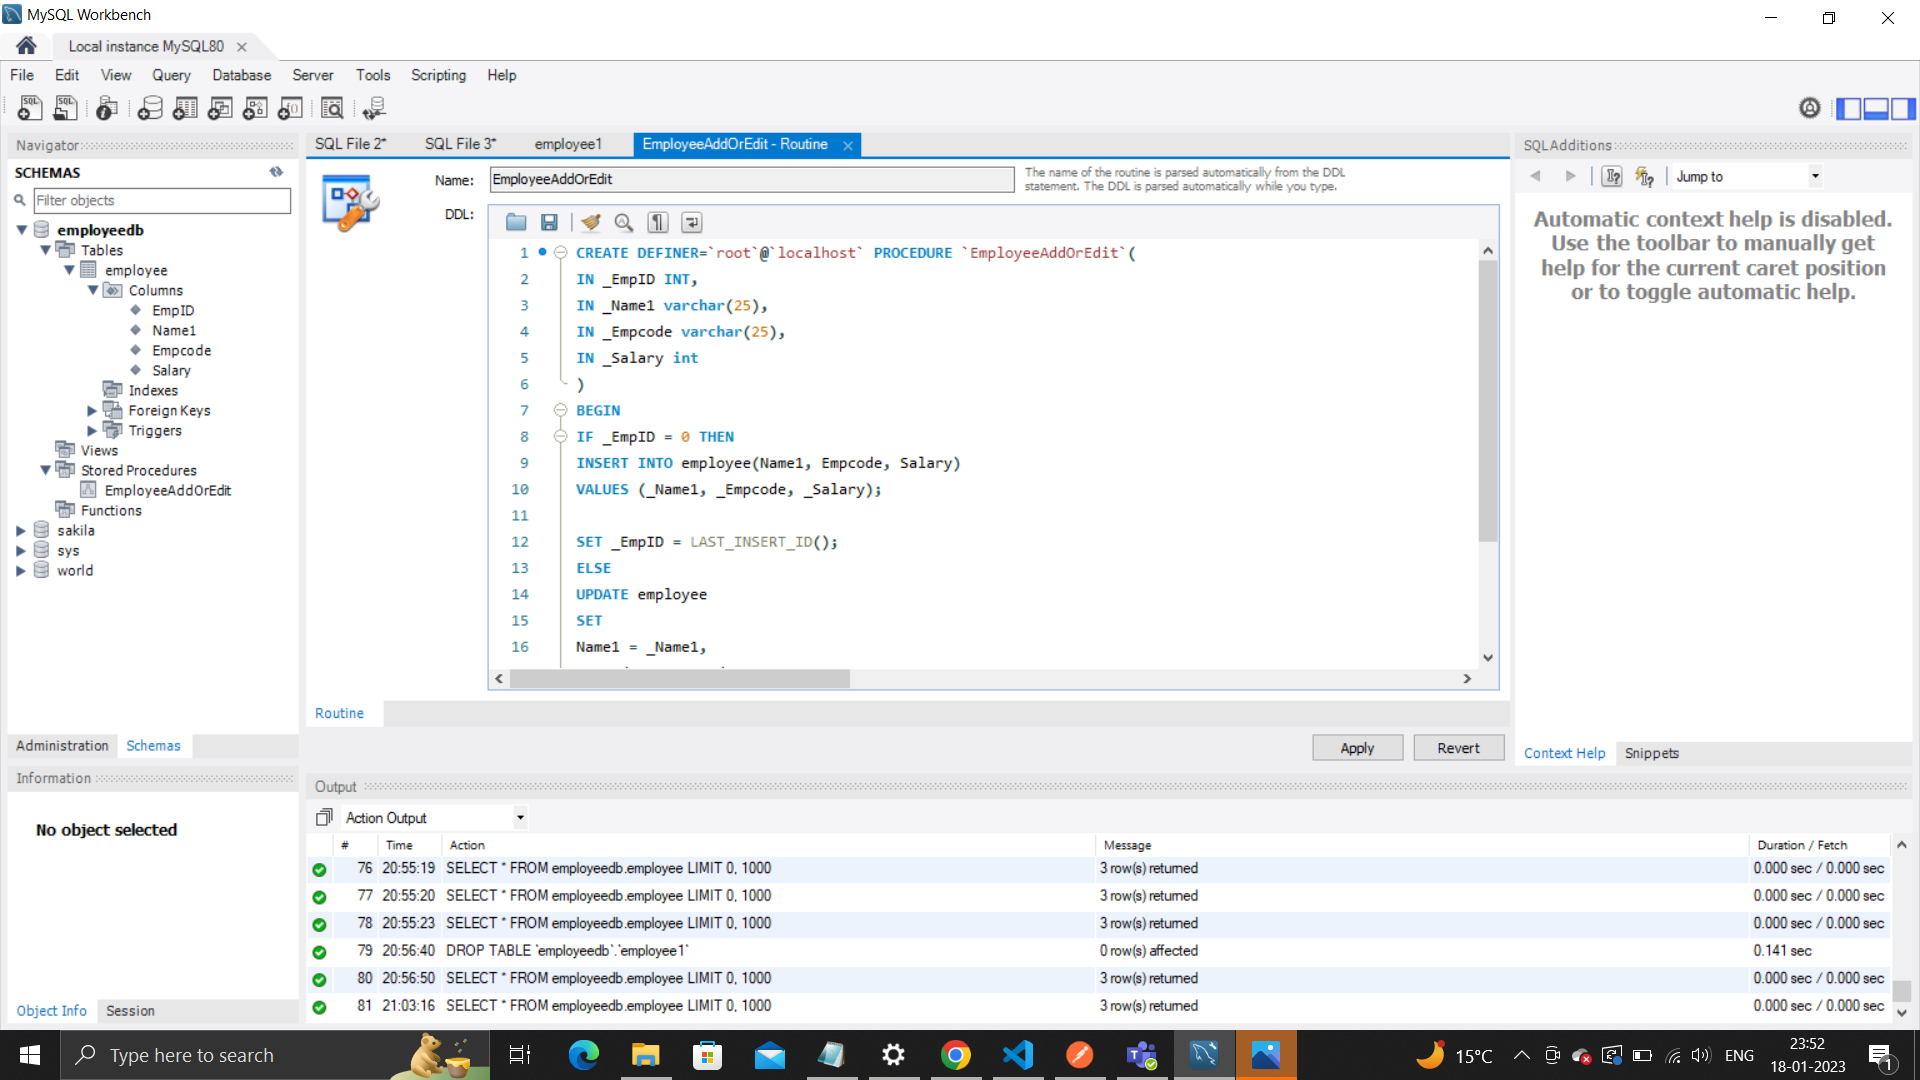 MySQL Workbench
Local instance MySQL80
File Edit View Query Database Server Tools Scripting Help
Navigator
SCHEMAS
Filter objects
employeedb
Tables
employee
Columns
EmpID
Name1
Empcode
Salary
Indexes
Foreign Keys
Triggers
Views
Stored Procedures
EmployeeAddOrEdit
Functions
sakila
sys
world
Administration Schemas
Information
No object selected
Object Info Session
SQL File 2* SQL File 3* employee1 EmployeeAddOrEdit - Routine
Name: EmployeeAddOrEdit
The name of the routine is parsed automatically from the DDL
statement. The DDL is parsed automatically while you type.
DDL:
1 CREATE DEFINER=`root`@`localhost` PROCEDURE `EmployeeAddOrEdit`(
2 IN _EmpID INT,
3 IN _Name1 varchar(25),
4 IN _Empcode varchar(25),
5 IN _Salary int
6 )
7 BEGIN
8 IF _EmpID = 0 THEN
9 INSERT INTO employee(Name1, Empcode, Salary)
10 VALUES (_Name1, _Empcode, _Salary);
11
12 SET _EmpID = LAST_INSERT_ID();
13 ELSE
14 UPDATE employee
15 SET
16 Name1 = _Name1,
Routine
Apply Revert
SQLAdditions
Jump to
Automatic context help is disabled.
Use the toolbar to manually get
help for the current caret position
or to toggle automatic help.
Context Help Snippets
Output
Action Output
# Time Action Message Duration / Fetch
76 20:55:19 SELECT * FROM employeedb.employee LIMIT 0, 1000 3 row(s) returned 0.000 sec / 0.000 sec
77 20:55:20 SELECT * FROM employeedb.employee LIMIT 0, 1000 3 row(s) returned 0.000 sec / 0.000 sec
78 20:55:23 SELECT * FROM employeedb.employee LIMIT 0, 1000 3 row(s) returned 0.000 sec / 0.000 sec
79 20:56:40 DROP TABLE `employeedb`.`employee1` 0 row(s) affected 0.141 sec
80 20:56:50 SELECT * FROM employeedb.employee LIMIT 0, 1000 3 row(s) returned 0.000 sec / 0.000 sec
81 21:03:16 SELECT * FROM employeedb.employee LIMIT 0, 1000 3 row(s) returned 0.000 sec / 0.000 sec
Type here to search
15°C
ENG
23:52
18-01-2023
1